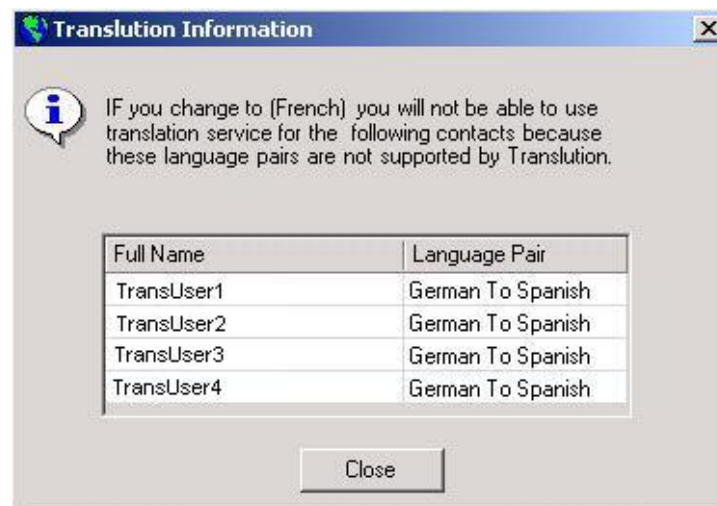 Translution Information
IF you change to (French) you will not be able to use
translation service for the following contacts because
these language pairs are not supported by Translution.
Full Name Language Pair
TransUser1 German To Spanish
TransUser2 German To Spanish
TransUser3 German To Spanish
TransUser4 German To Spanish
Close